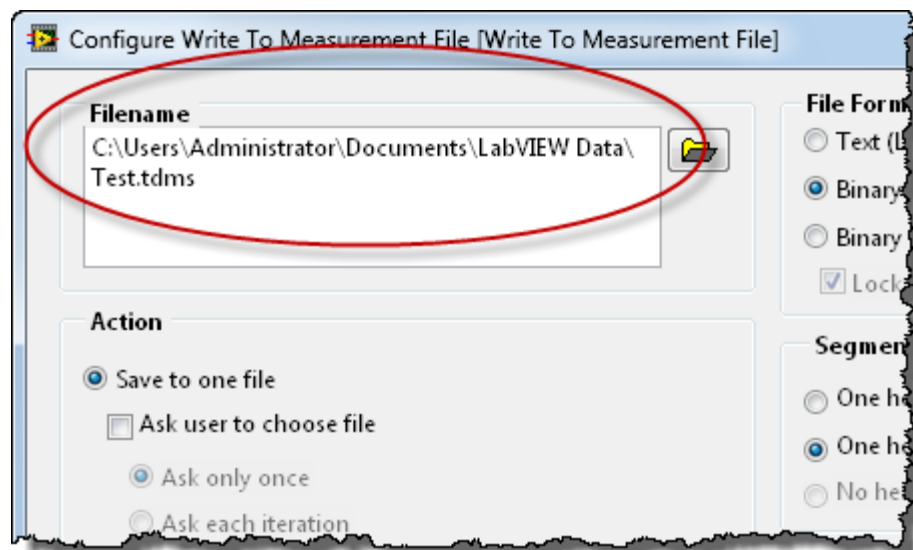 Configure Write To Measurement File [Write To Measurement File]
Filename
C:\Users\Administrator\Documents\LabVIEW Data\
Test.tdms
File Form
Text (L
Binary
Binary
Lock
Action
Save to one file
Ask user to choose file
Ask only once
Ask each iteration
Segmen
One he
One he
No he